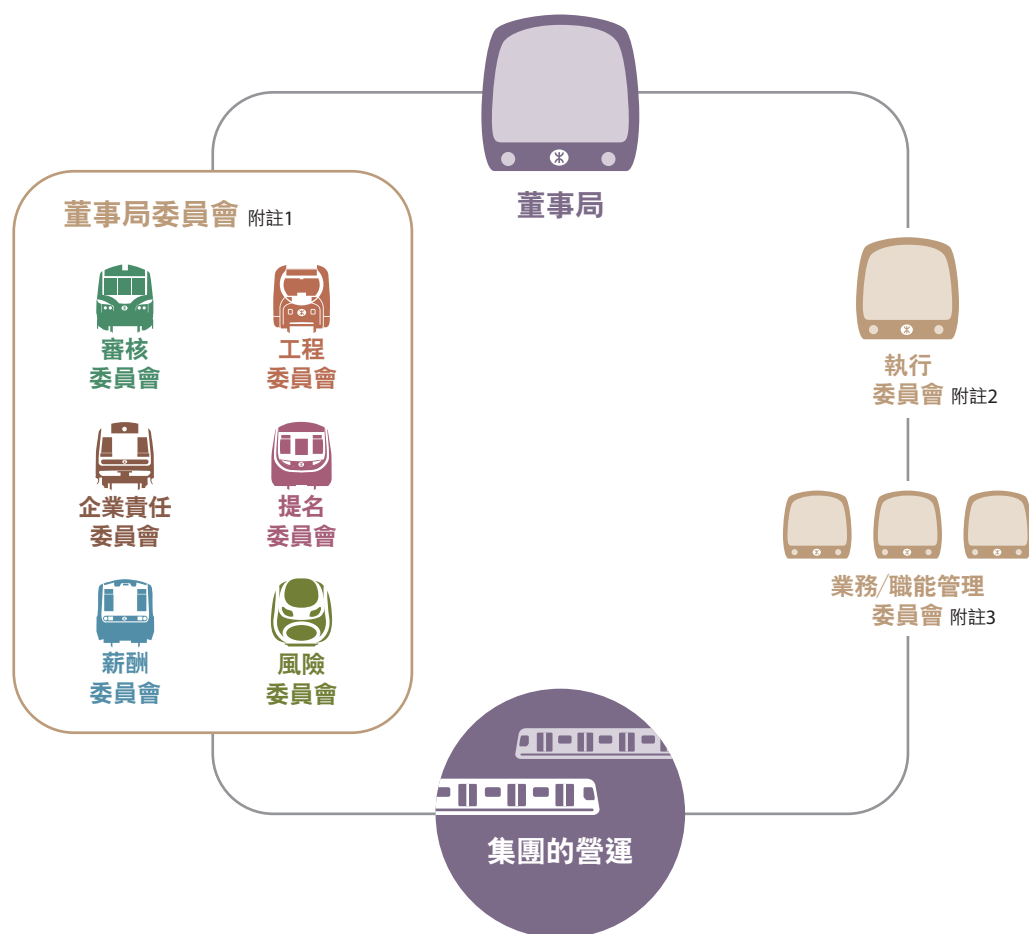 董事局
董事局委員會 附註1
審核
委員會
工程
委員會
企業責任
委員會
提名
委員會
薪酬
委員會
風險
委員會
執行
委員會 附註2
業務/職能管理
委員會 附註3
集團的營運